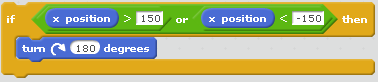 if x position > 150 or x position < -150 then
turn 180 degrees